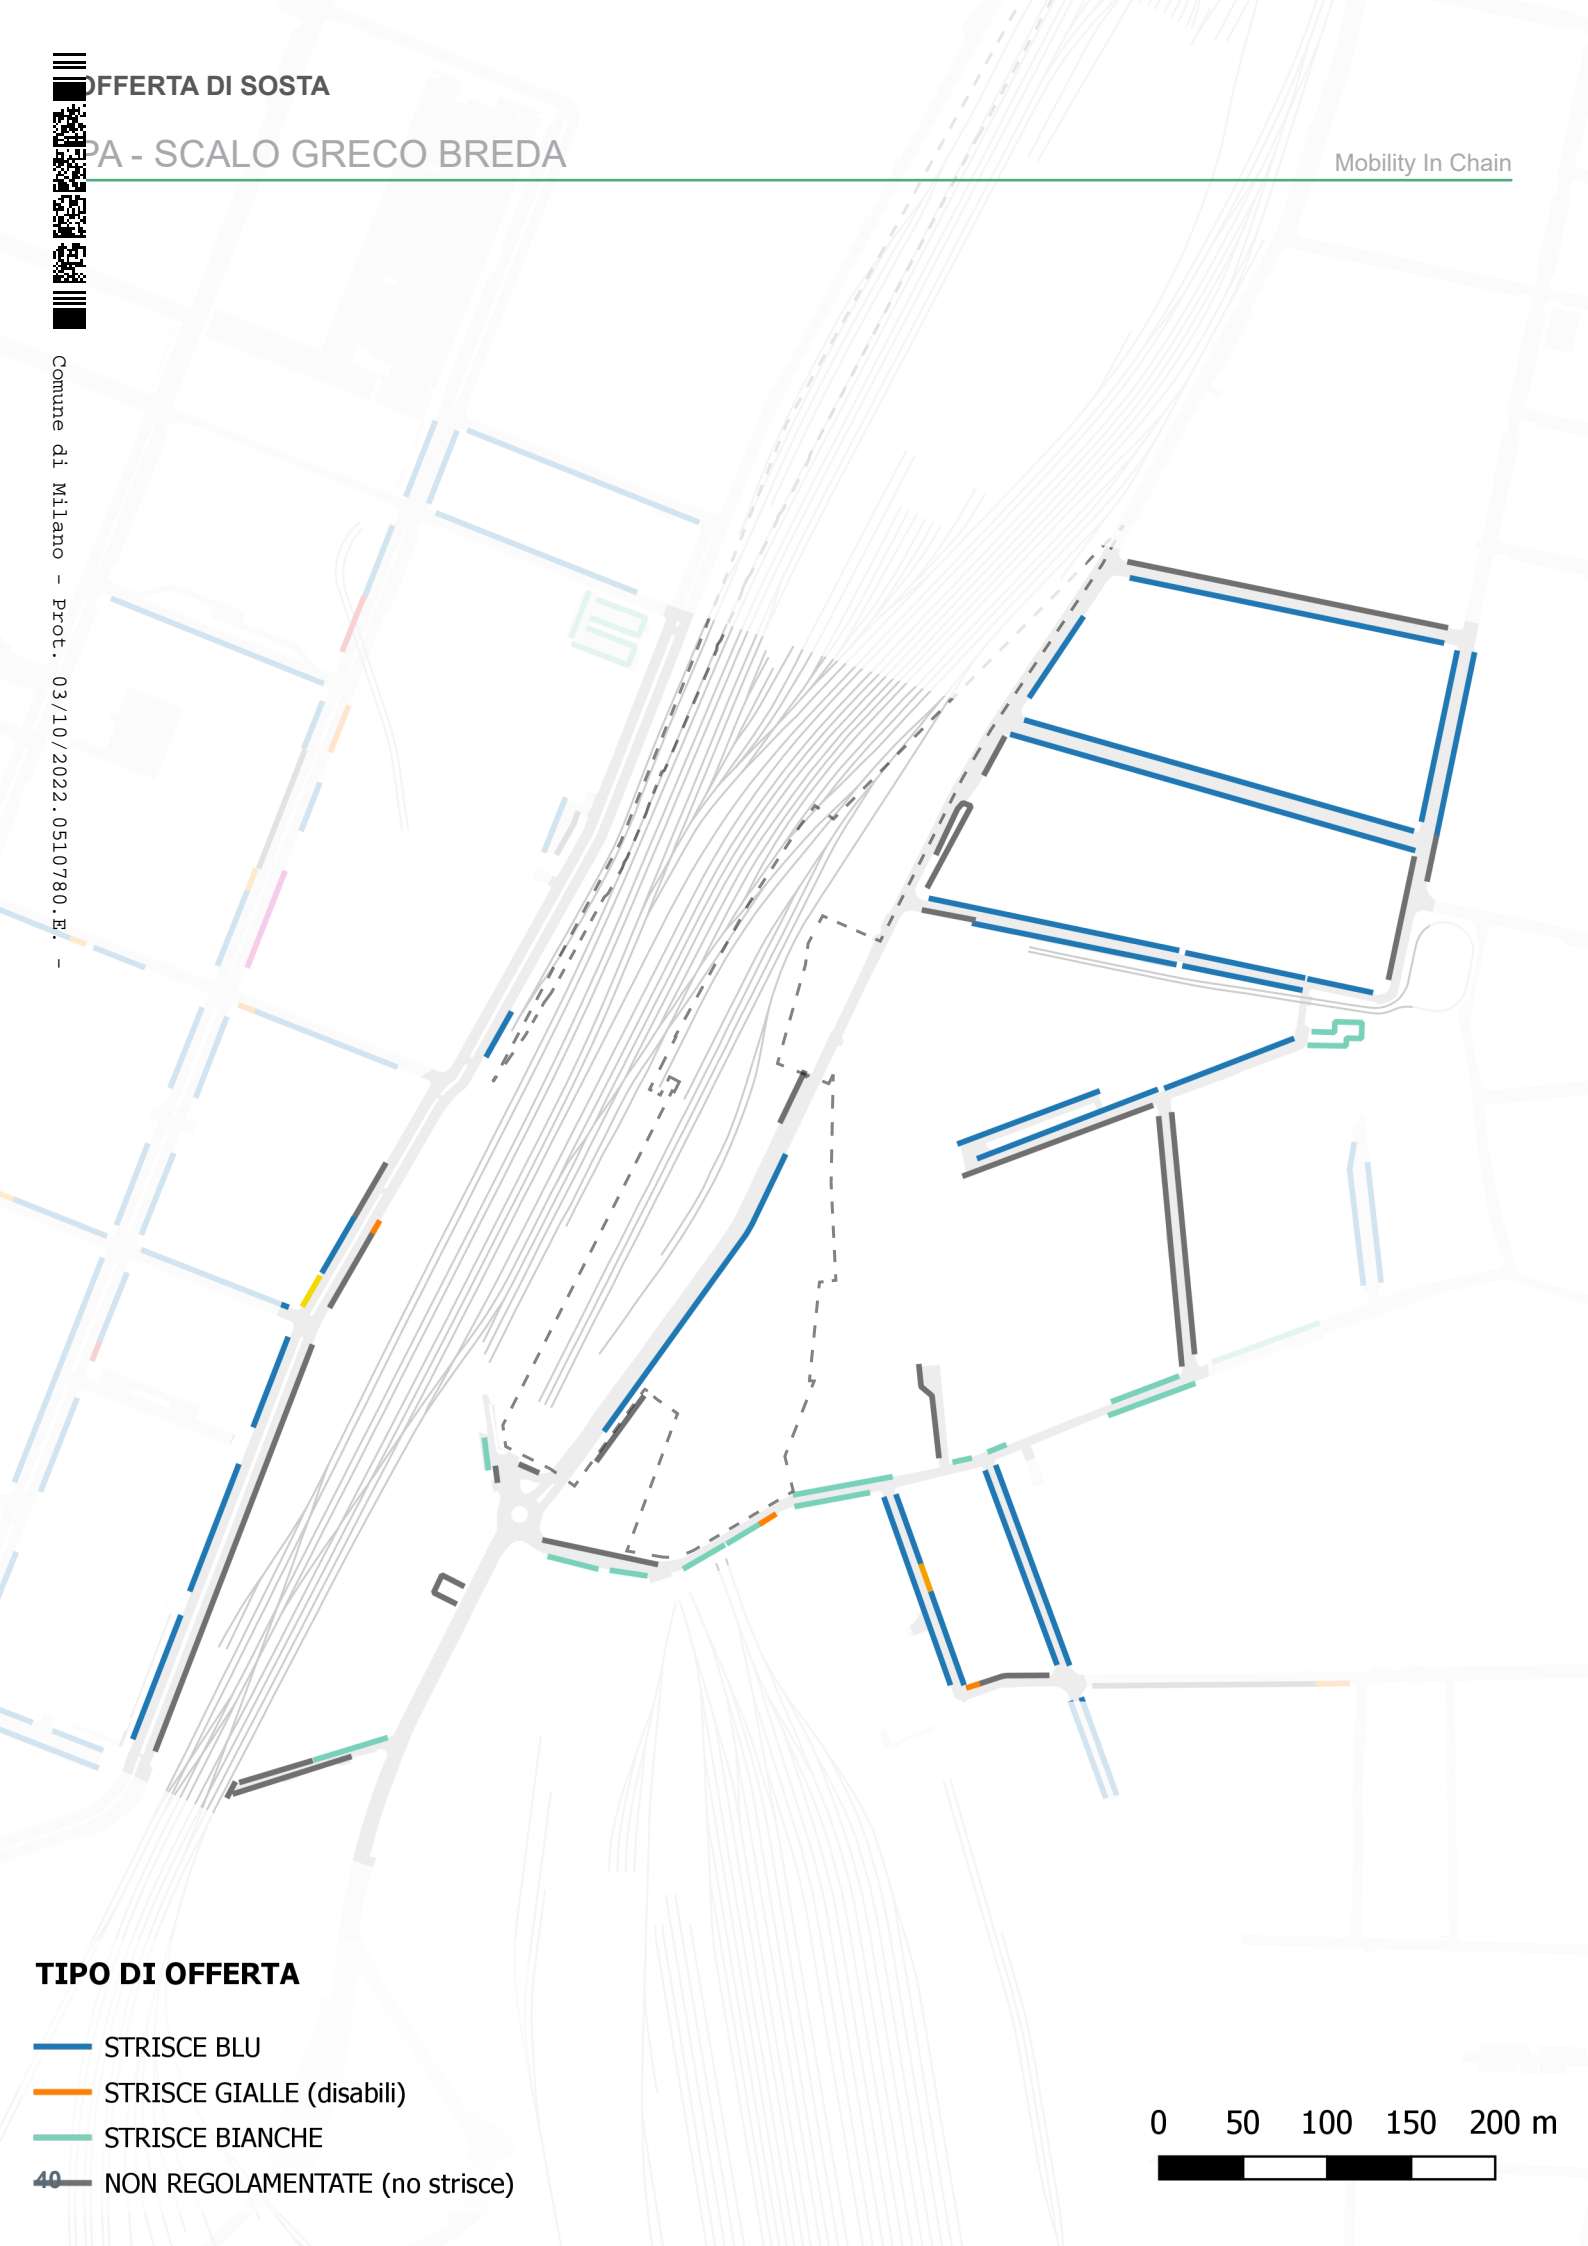 OFFERTA DI SOSTA
PA - SCALO GRECO BREDA
Mobility In Chain
Comune di Milano - Prot. 03/10/2022.0510780.E. -
TIPO DI OFFERTA
STRISCE BLU
STRISCE GIALLE (disabili)
STRISCE BIANCHE
NON REGOLAMENTATE (no strisce)
40
0 50 100 150 200 m